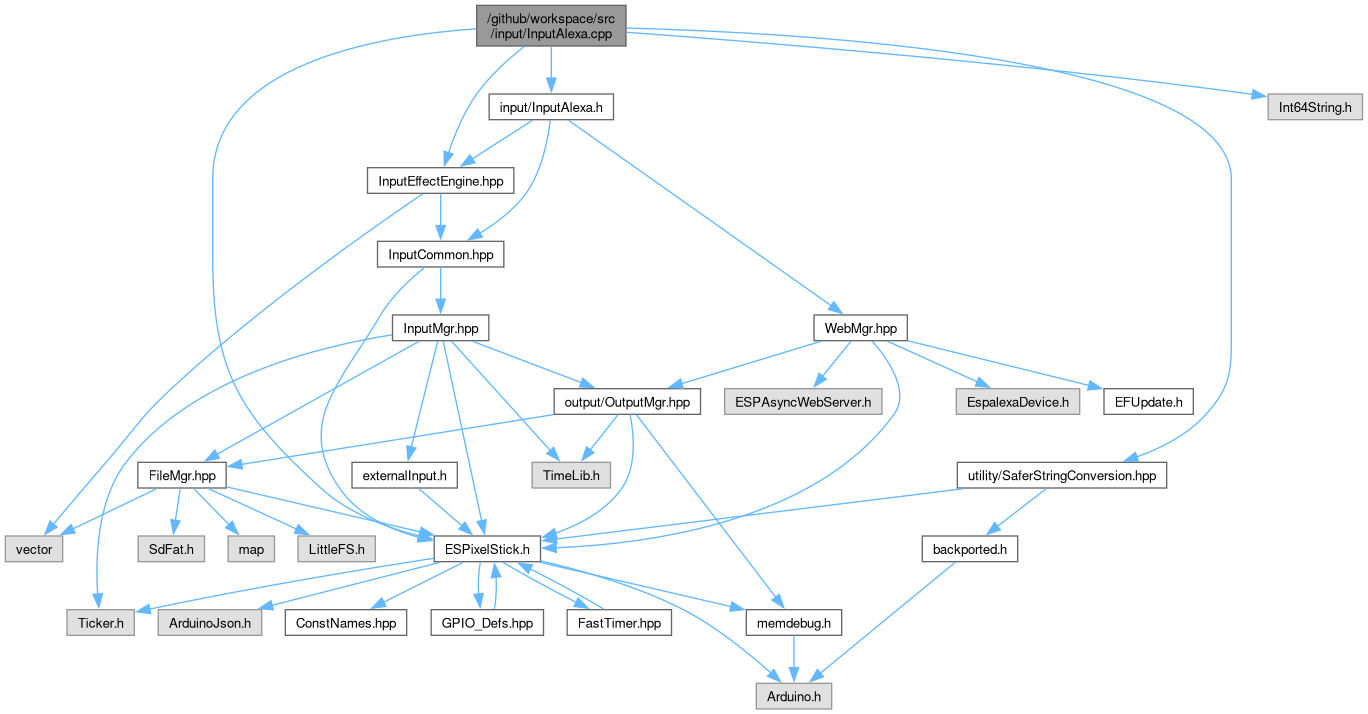 /github/workspace/src
/input/InputAlexa.cpp
input/InputAlexa.h
Int64String.h
InputEffectEngine.hpp
InputCommon.hpp
InputMgr.hpp
WebMgr.hpp
output/OutputMgr.hpp
ESPAsyncWebServer.h
EspalexaDevice.h
EFUpdate.h
FileMgr.hpp
externalInput.h
TimeLib.h
utility/SaferStringConversion.hpp
vector
SdFat.h
map
LittleFS.h
ESPixelStick.h
backported.h
Ticker.h
ArduinoJson.h
ConstNames.hpp
GPIO_Defs.hpp
FastTimer.hpp
memdebug.h
Arduino.h